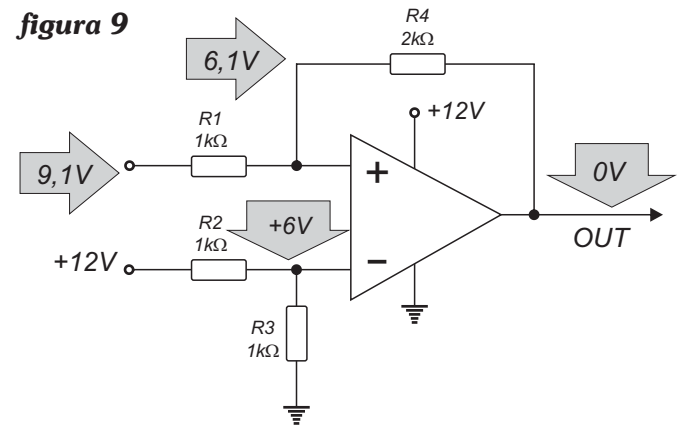 figura 9
R4
2kΩ
6,1V
+12V
R1
1kΩ
+
9,1V
0V
R2
1kΩ
+6V
OUT
+12V
–
R3
1kΩ